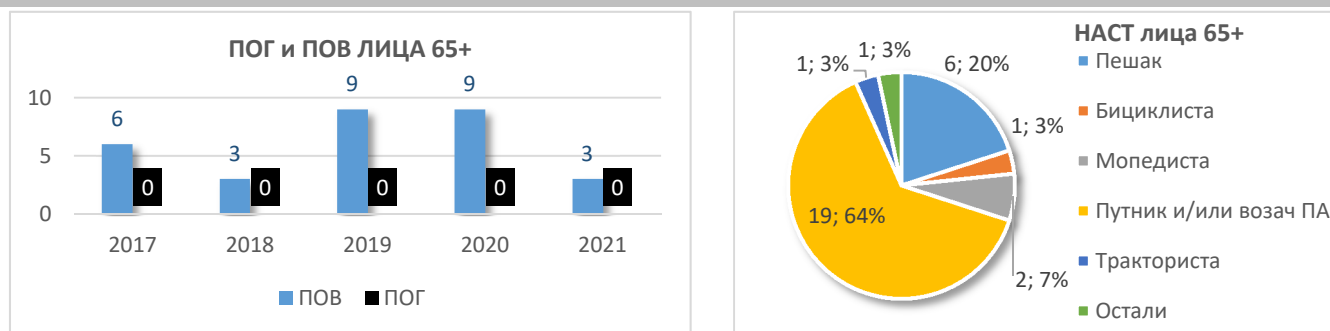 ПОГ и ПОВ ЛИЦА 65+
10
5
0
6
3
9
9
3
0
0
0
0
0
2017
2018
2019
2020
2021
ПОВ
ПОГ
НАСТ лица 65+
1; 3%
1; 3%
6; 20%
1; 3%
19; 64%
2; 7%
Пешак
Бициклиста
Мопедиста
Путник и/или возач ПА
Тракториста
Остали